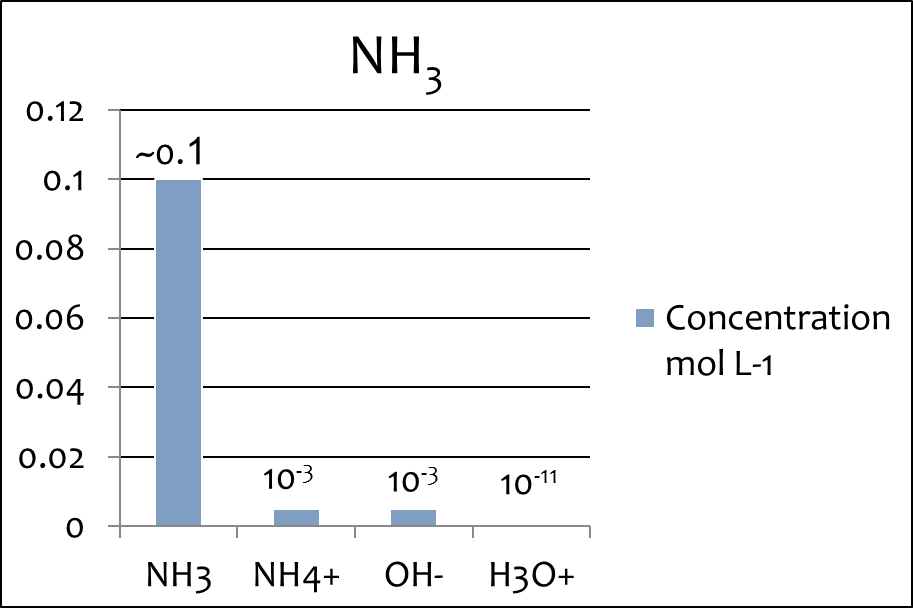 NH₃
0.12
0.1
0.08
0.06
0.04
0.02
0
~0.1
10⁻³
10⁻³
10⁻¹¹
NH3 NH4+ OH- H3O+
Concentration
mol L-1